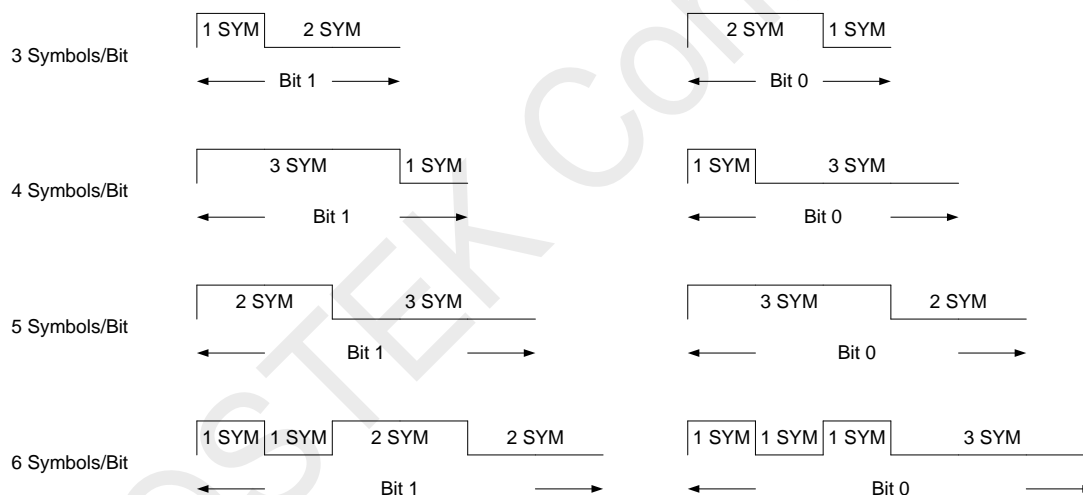 1 SYM 2 SYM 2 SYM 1 SYM
3 Symbols/Bit
Bit 1 Bit 0
3 SYM 1 SYM 1 SYM 3 SYM
4 Symbols/Bit
Bit 1 Bit 0
2 SYM 3 SYM 3 SYM 2 SYM
5 Symbols/Bit
Bit 1 Bit 0
1 SYM 1 SYM 2 SYM 2 SYM 1 SYM 1 SYM 1 SYM 3 SYM
6 Symbols/Bit
Bit 1 Bit 0